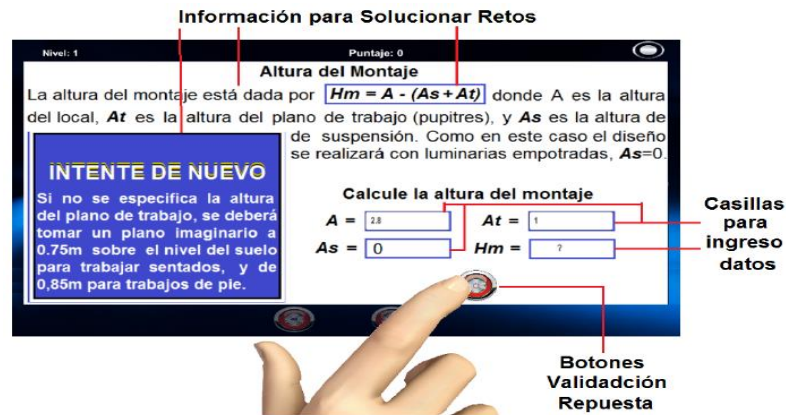 Información para Solucionar Retos
Nivel: 1
Puntaje: 0
Altura del Montaje
La altura del montaje está dada por Hm = A - (As + At) donde A es la altura
del local, At es la altura del plano de trabajo (pupitres), y As es la altura de
de suspensión. Como en este caso el diseño
se realizará con luminarias empotradas, As=0.
INTENTE DE NUEVO
Si no se especifica la altura
del plano de trabajo, se deberá
tomar un plano imaginario a
0.75m sobre el nivel del suelo
para trabajar sentados, y de
0,85m para trabajos de pie.
Calcule la altura del montaje
A = 2.8 At = 1
As = 0 Hm = ?
Casillas
para
ingreso
datos
Botones
Validadción
Repuesta